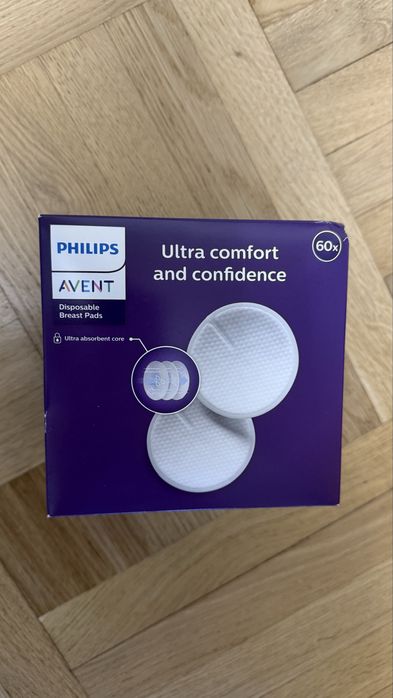 PHILIPS
AVENT
Disposable
Breast Pads
Ultra absorbent core
Ultra comfort
and confidence
60x